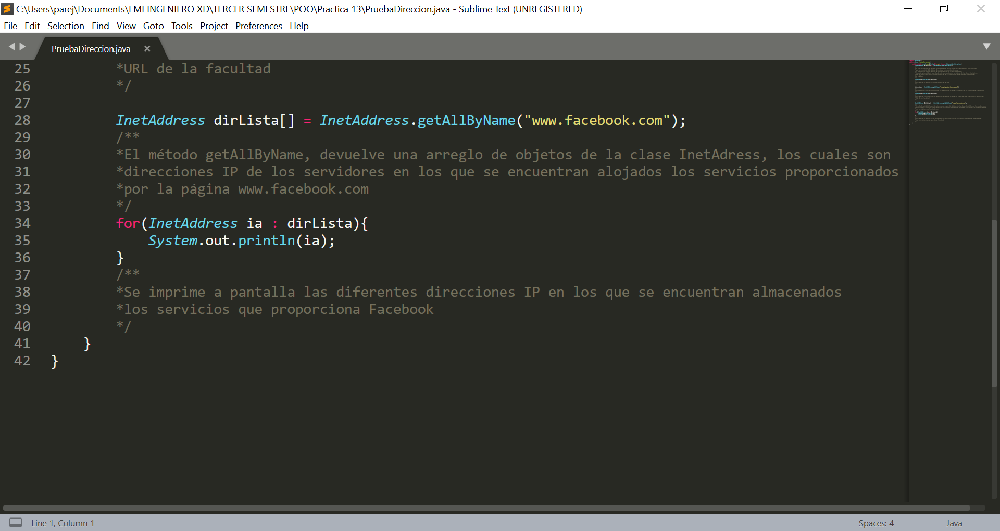 C:\Users\parej\Documents\EMI INGENIERO XD\TERCER SEMESTRE\POO\Practica 13\PruebaDireccion.java - Sublime Text (UNREGISTERED)
File Edit Selection Find View Goto Tools Project Preferences Help
PruebaDireccion.java
25 *URL de la facultad
26 */
27
28 InetAddress dirLista[] = InetAddress.getAllByName("www.facebook.com");
29 /**
30 *El método getAllByName, devuelve una arreglo de objetos de la clase InetAdress, los cuales son
31 *direcciones IP de los servidores en los que se encuentran alojados los servicios proporcionados
32 *por la página www.facebook.com
33 */
34 for(InetAddress ia : dirLista){
35 System.out.println(ia);
36 }
37 /**
38 *Se imprime a pantalla las diferentes direcciones IP en los que se encuentran almacenados
39 *los servicios que proporciona Facebook
40 */
41 }
42 }
Line 1, Column 1 Spaces: 4 Java